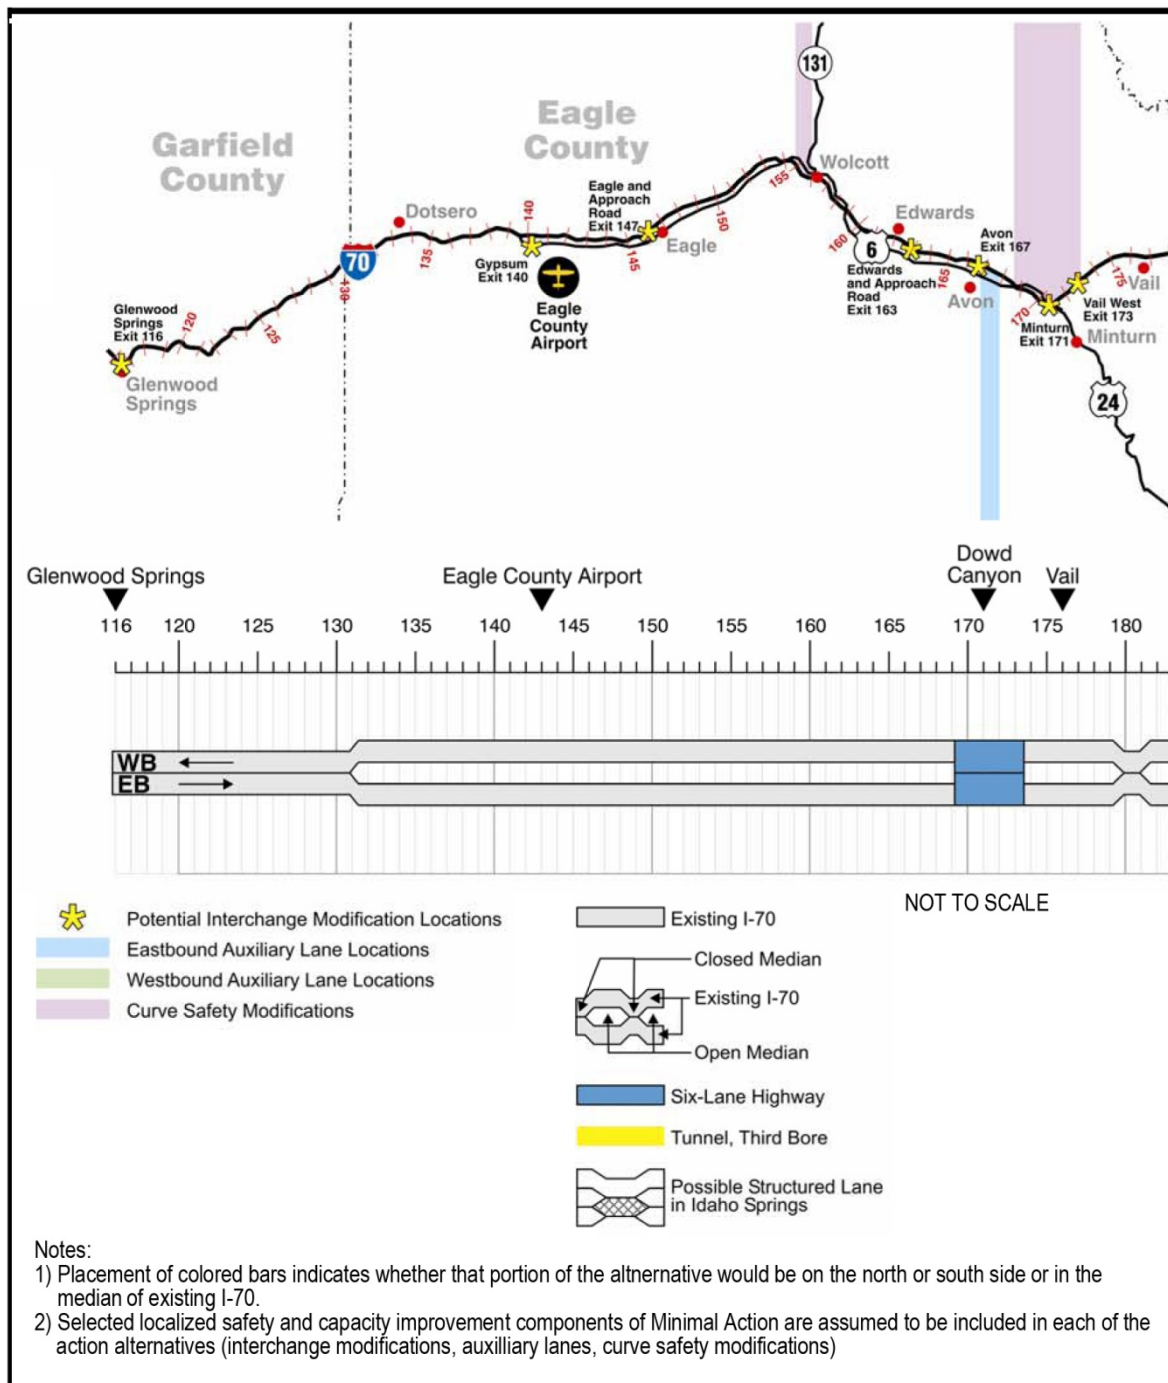 131
Garfield
County
Eagle
County
Wolcott
155
Eagle and
Approach
Road
Exit 147
140
150
Dotsero
Edwards
Avon
Exit 167
160
6
70
135
Gypsum
Exit 140
145
Eagle
165
175
Vail
130
Edwards
and Approach
Road
Exit 163
Avon
Vail West
Exit 173
170
Eagle
County
Airport
Glenwood
Springs
Exit 116
120
125
Minturn
Exit 171
Minturn
Glenwood
Springs
24
Glenwood Springs
Eagle County Airport
Dowd
Canyon
Vail
116 120 125 130 135 140 145 150 155 160 165 170 175 180
WB
EB
NOT TO SCALE
Potential Interchange Modification Locations
Eastbound Auxiliary Lane Locations
Westbound Auxiliary Lane Locations
Curve Safety Modifications
Existing I-70
Closed Median
Existing I-70
Open Median
Six-Lane Highway
Tunnel, Third Bore
Possible Structured Lane
in Idaho Springs
Notes:
1) Placement of colored bars indicates whether that portion of the altnernative would be on the north or south side or in the
median of existing I-70.
2) Selected localized safety and capacity improvement components of Minimal Action are assumed to be included in each of the
action alternatives (interchange modifications, auxilliary lanes, curve safety modifications)